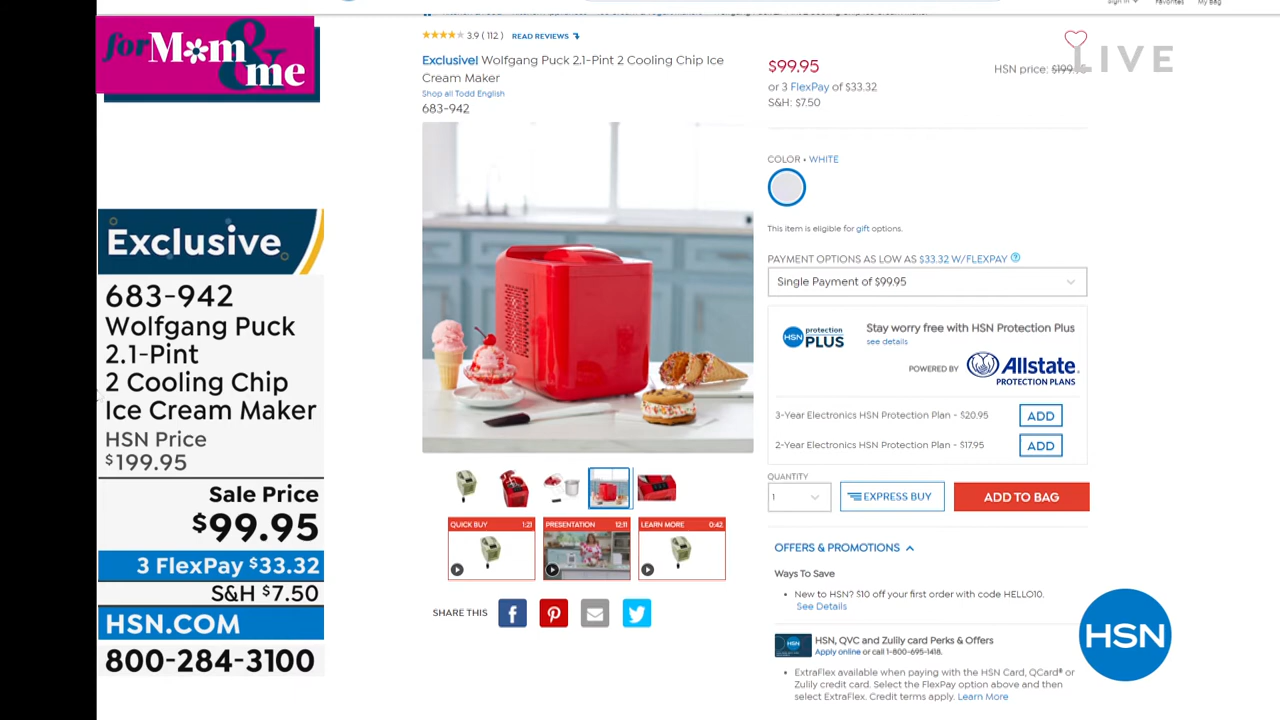 for Mom & me
Exclusive
683-942
Wolfgang Puck
2.1-Pint
2 Cooling Chip
Ice Cream Maker
HSN Price
$199.95
Sale Price
$99.95
3 FlexPay $33.32
S&H $7.50
HSN.COM
800-284-3100
Sign in
Favorites
My Bag
3.9 (112) READ REVIEWS
Exclusive! Wolfgang Puck 2.1-Pint 2 Cooling Chip Ice
Cream Maker
Shop all Todd English
683-942
QUICK BUY 1:21
PRESENTATION 12:11
LEARN MORE 0:42
SHARE THIS
$99.95
HSN price:
LIVE
or 3 FlexPay of $33.32
S&H: $7.50
COLOR • WHITE
This item is eligible for gift options.
PAYMENT OPTIONS AS LOW AS $33.32 W/FLEXPAY
Single Payment of $99.95
HSN protection PLUS
Stay worry free with HSN Protection Plus
see details
POWERED BY Allstate
PROTECTION PLANS
3-Year Electronics HSN Protection Plan - $20.95 ADD
2-Year Electronics HSN Protection Plan - $17.95 ADD
QUANTITY
1
EXPRESS BUY
ADD TO BAG
OFFERS & PROMOTIONS
Ways To Save
• New to HSN? $10 off your first order with code HELLO10.
See Details
HSN, QVC and Zulily card Perks & Offers
Apply online or call 1-800-695-1418.
• ExtraFlex available when paying with the HSN Card, QCard® or
Zulily credit card. Select the FlexPay option above and then
select ExtraFlex. Credit terms apply. Learn More
HSN